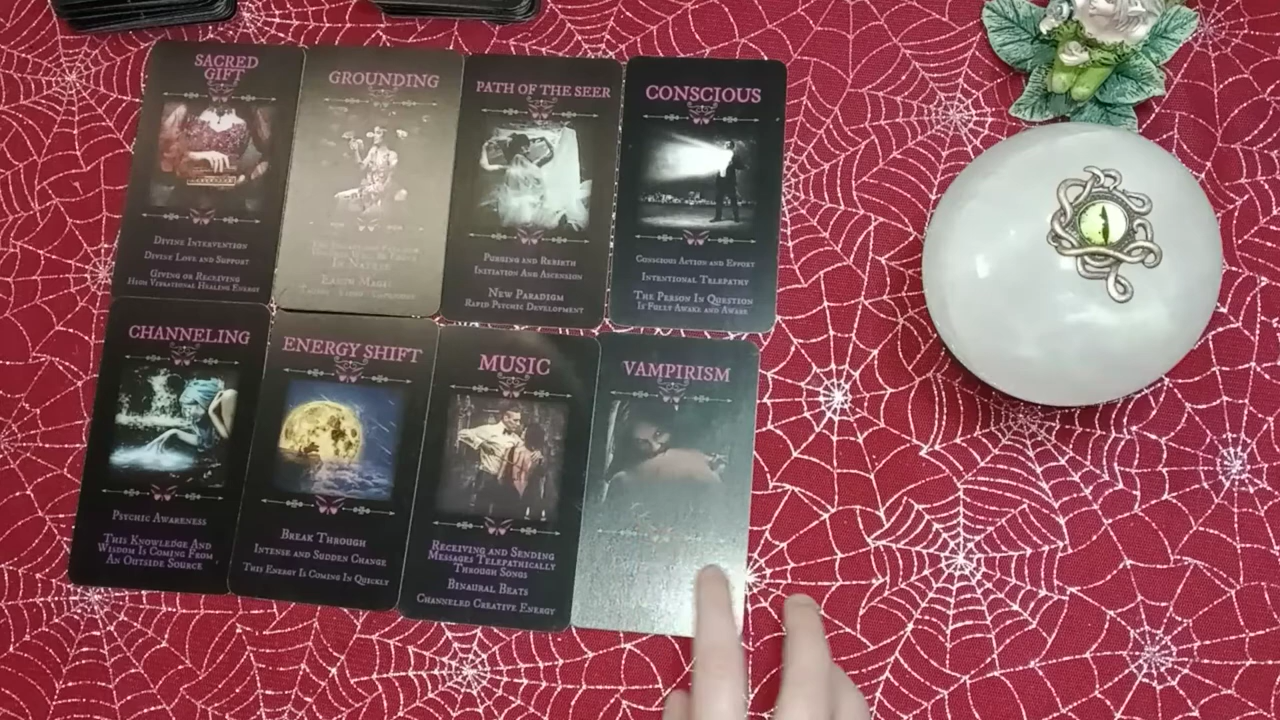 SACRED
GIFT
DIVINE INTERVENTION
DIVINE LOVE AND SUPPORT
GIVING OR RECEIVING
HIGH VIBRATIONAL HEALING ENERGY
GROUNDING
IN NATURE
EARTH MAGIC
PATH OF THE SEER
PURGING AND REBIRTH
INITIATION AND ASCENSION
NEW PARADIGM
RAPID PSYCHIC DEVELOPMENT
CONSCIOUS
CONSCIOUS ACTION AND EFFORT
INTENTIONAL TELEPATHY
THE PERSON IN QUESTION
IS FULLY AWAKE AND AWARE
CHANNELING
PSYCHIC AWARENESS
THIS KNOWLEDGE AND
WISDOM IS COMING FROM
AN OUTSIDE SOURCE
ENERGY SHIFT
BREAK THROUGH
INTENSE AND SUDDEN CHANGE
THIS ENERGY IS COMING IN QUICKLY
MUSIC
RECEIVING AND SENDING
MESSAGES TELEPATHICALLY
THROUGH SONGS
BINAURAL BEATS
CHANNELED CREATIVE ENERGY
VAMPIRISM